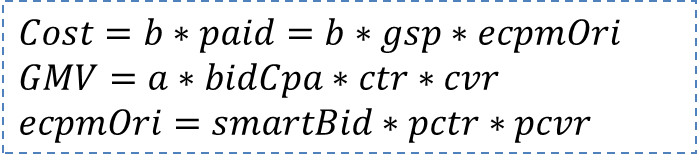 Cost = b ∗ paid = b ∗ gsp ∗ ecpmOri
GMV = a ∗ bidCpa ∗ ctr ∗ cvr
ecpmOri = smartBid ∗ pctr ∗ pcvr